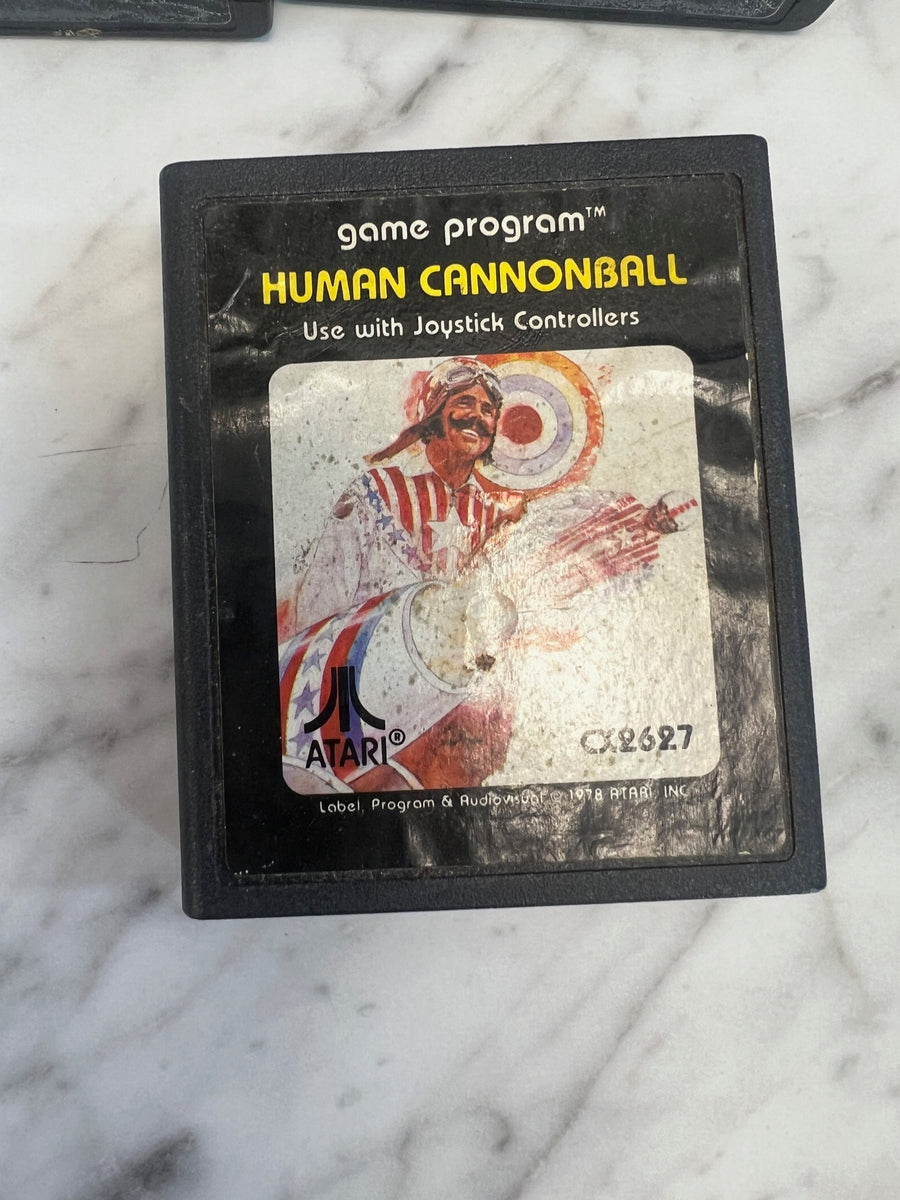 game program™
HUMAN CANNONBALL
Use with Joystick Controllers
ATARI®
CX2627
Label, Program & Audiovisual © 1978 ATARI, INC.